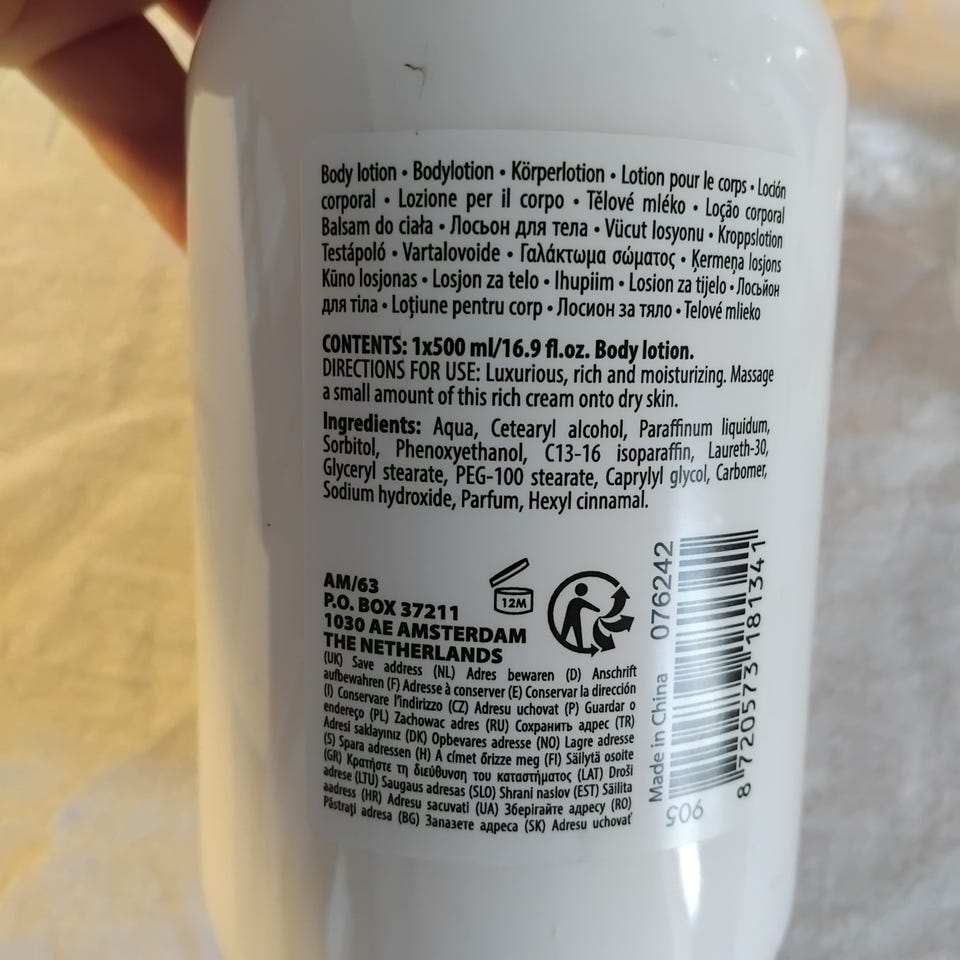 Body lotion • Bodylotion • Körperlotion • Lotion pour le corps • Loción
corporal • Lozione per il corpo • Tělové mléko • Loção corporal
Balsam do ciała • Лосьон для тела • Vücut losyonu • Kroppslotion
Testápoló • Vartalovoide • Γαλάκτωμα σώματος • Ķermeņa losjons
Kūno losjonas • Losjon za telo • Ihupiim • Losion za tijelo • Лосьйон
для тіла • Loțiune pentru corp • Лосион за тяло • Telové mlieko
CONTENTS: 1x500 ml/16.9 fl.oz. Body lotion.
DIRECTIONS FOR USE: Luxurious, rich and moisturizing. Massage
a small amount of this rich cream onto dry skin.
Ingredients: Aqua, Cetearyl alcohol, Paraffinum liquidum,
Sorbitol, Phenoxyethanol, C13-16 isoparaffin, Laureth-30,
Glyceryl stearate, PEG-100 stearate, Caprylyl glycol, Carbomer,
Sodium hydroxide, Parfum, Hexyl cinnamal.
AM/63
P.O. BOX 37211
1030 AE AMSTERDAM
THE NETHERLANDS
12M
(UK) Save address (NL) Adres bewaren (D) Anschrift
aufbewahren (F) Adresse à conserver (E) Conservar la dirección
(I) Conservare l'indirizzo (CZ) Adresu uchovat (P) Guardar o
endereço (PL) Zachowac adres (RU) Сохранить адрес (TR)
Adresi saklayınız (DK) Opbevares adresse (NO) Lagre adresse
(S) Spara adressen (H) A címet őrizze meg (FI) Säilytä osoite
(GR) Κρατήστε τη διεύθυνση του καταστήματος (LAT) Droši
adrese (LTU) Saugaus adresas (SLO) Shrani naslov (EST) Säilita
aadress (HR) Adresu sacuvati (UA) Зберігайте адресу (RO)
Păstrați adresa (BG) Запазете адреса (SK) Adresu uchovať
Made in China 076242
8 720573 181341
905